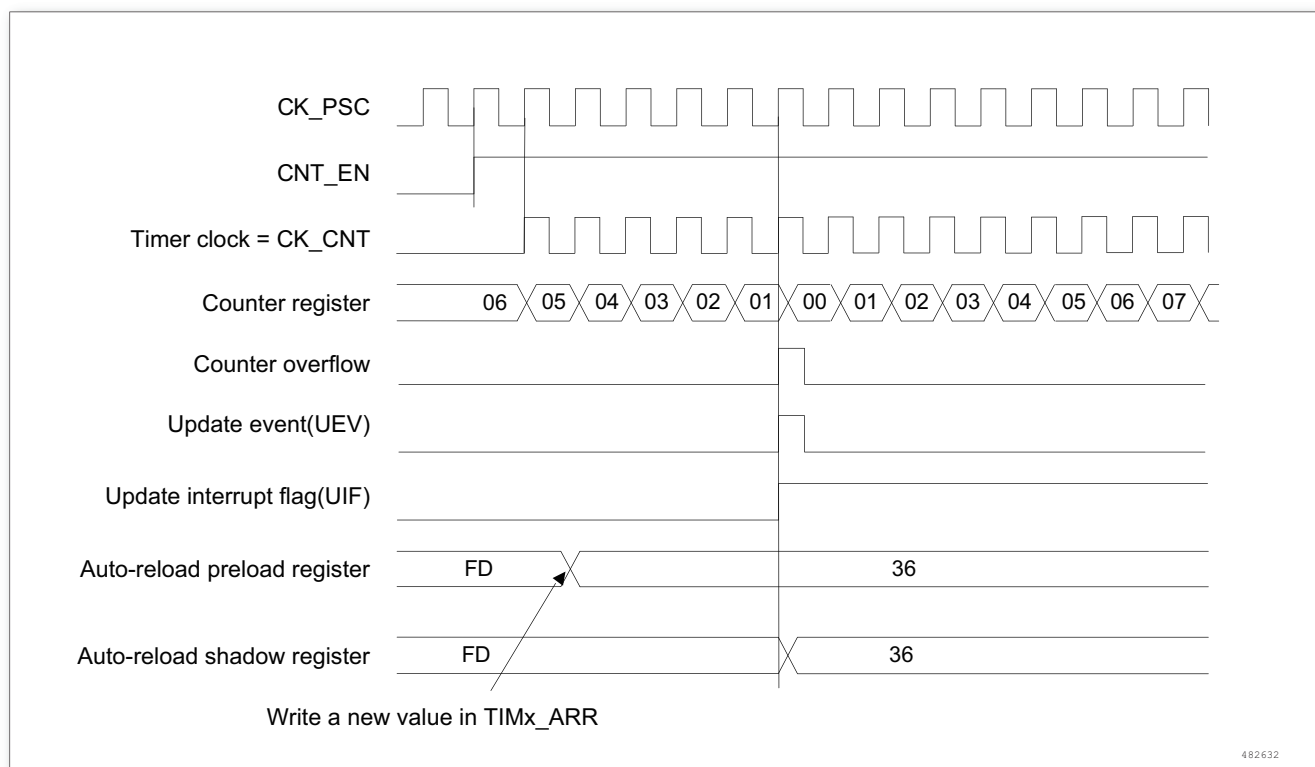 CK_PSC
CNT_EN
Timer clock = CK_CNT
Counter register 06 05 04 03 02 01 00 01 02 03 04 05 06 07
Counter overflow
Update event(UEV)
Update interrupt flag(UIF)
Auto-reload preload register FD 36
Auto-reload shadow register FD 36
Write a new value in TIMx_ARR
482632